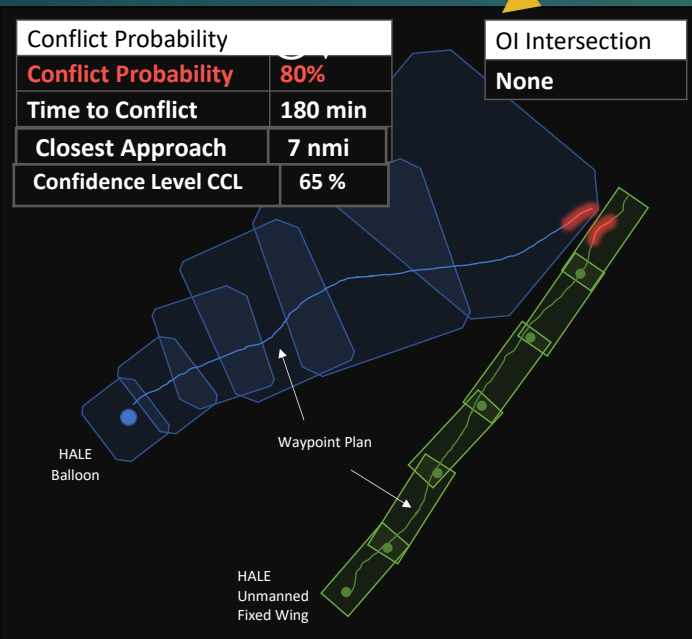 Conflict Probability
Conflict Probability 80%
Time to Conflict 180 min
Closest Approach 7 nmi
Confidence Level CCL 65 %
OI Intersection
None
Waypoint Plan
HALE
Balloon
HALE
Unmanned
Fixed Wing